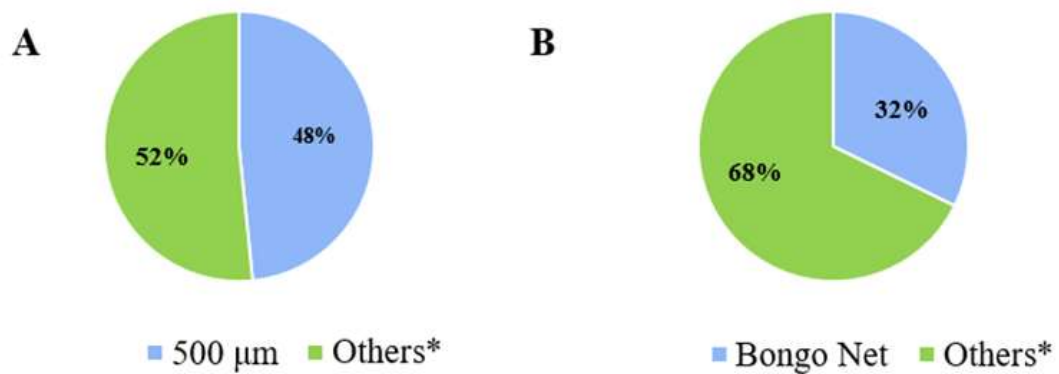 A
52%
48%
500 μm Others*
B
68%
32%
Bongo Net Others*